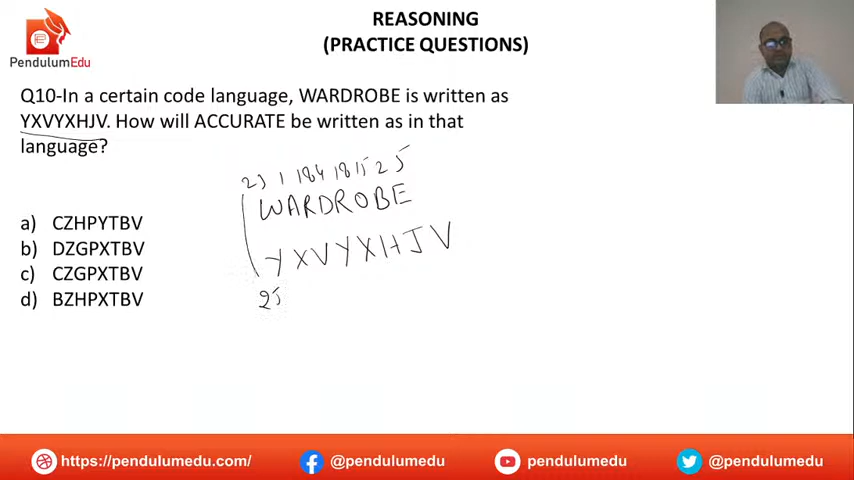 REASONING
(PRACTICE QUESTIONS)
PendulumEdu
Q10-In a certain code language, WARDROBE is written as
YXVYXHJV. How will ACCURATE be written as in that
language?
23 1 18 4 18 15 2 5
WARDROBE
YXVYXHJV
25
a) CZHPYTBV
b) DZGPXTBV
c) CZGPXTBV
d) BZHPXTBV
https://pendulumedu.com/ @pendulumedu pendulumedu @pendulumedu